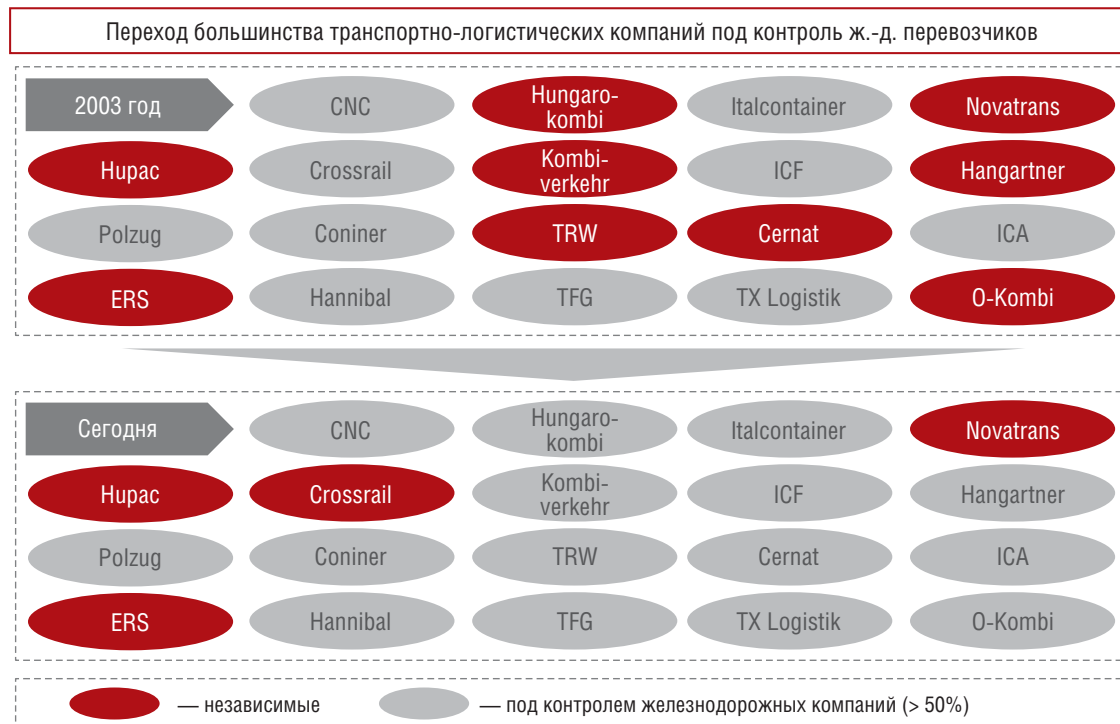 Переход большинства транспортно-логистических компаний под контроль ж.-д. перевозчиков
2003 год
CNC
Hungaro-
kombi
Italcontainer
Novatrans
Hupac
Crossrail
Kombi-
verkehr
ICF
Hangartner
Polzug
Coniner
TRW
Cernat
ICA
ERS
Hannibal
TFG
TX Logistik
O-Kombi
Сегодня
CNC
Hungaro-
kombi
Italcontainer
Novatrans
Hupac
Crossrail
Kombi-
verkehr
ICF
Hangartner
Polzug
Coniner
TRW
Cernat
ICA
ERS
Hannibal
TFG
TX Logistik
O-Kombi
— независимые
— под контролем железнодорожных компаний (> 50%)